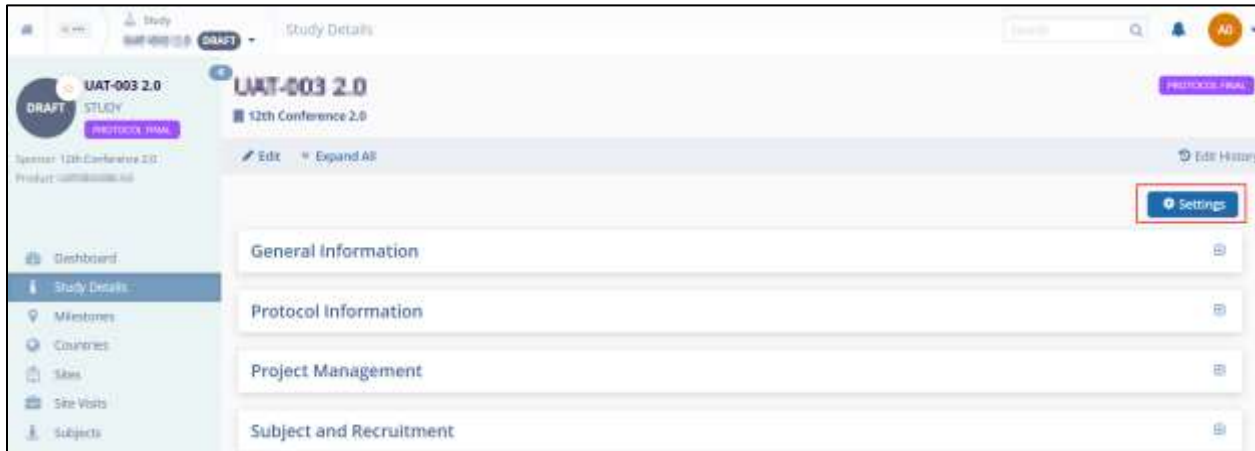 Study
DRAFT
Study Details
Search
AD
DRAFT
UAT-003 2.0
STUDY
PROTOCOL FINAL
Sponsor: 12th Conference 2.0
Product:
UAT-003 2.0
12th Conference 2.0
PROTOCOL FINAL
Edit
Expand All
Edit History
Settings
Dashboard
Study Details
Milestones
Countries
Sites
Site Visits
Subjects
General Information
Protocol Information
Project Management
Subject and Recruitment